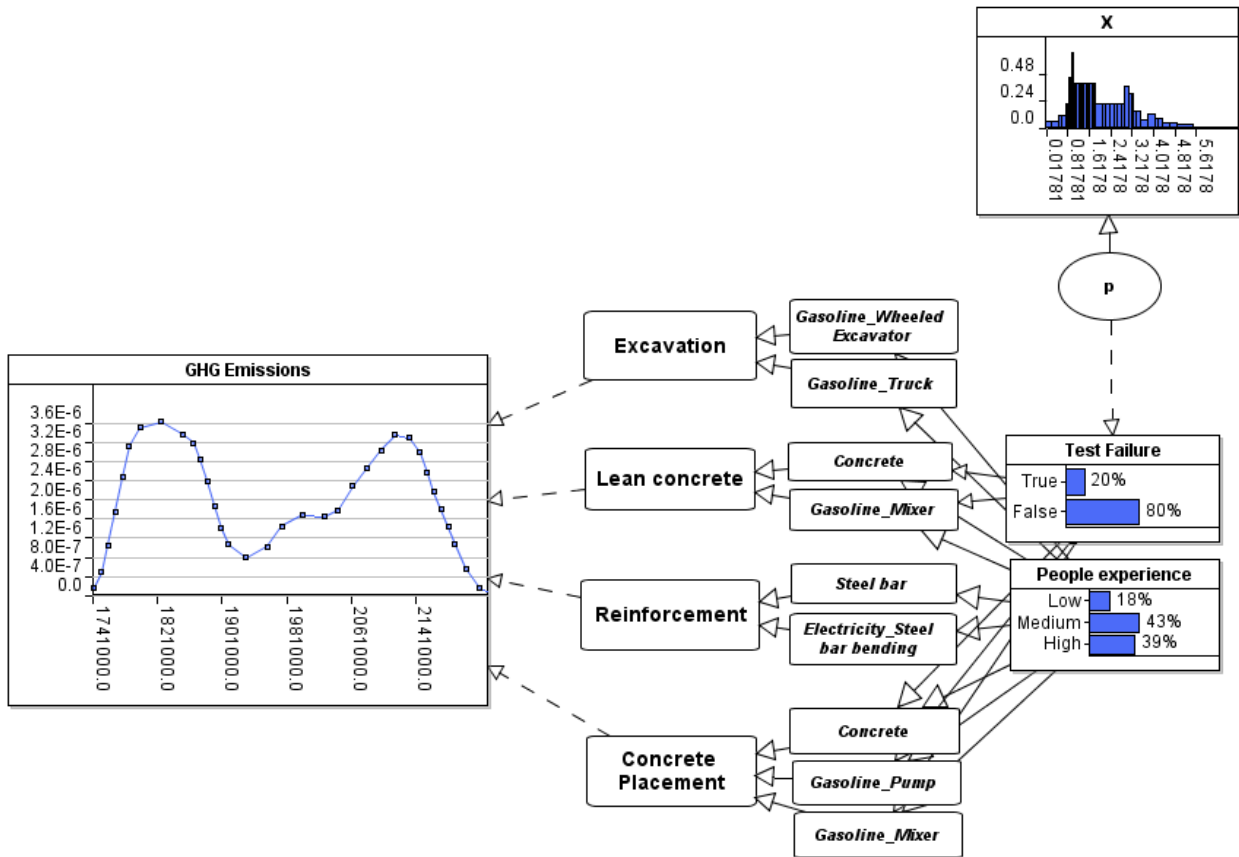 X
0.48
0.24
0.0
0.01781
0.81781
1.6178
2.4178
3.2178
4.0178
4.8178
5.6178
p
Gasoline_Wheeled
Excavator
Excavation
Gasoline_Truck
GHG Emissions
3.6E-6
3.2E-6
2.8E-6
2.4E-6
2.0E-6
1.6E-6
1.2E-6
8.0E-7
4.0E-7
0.0
1741000.0
1821000.0
1901000.0
1981000.0
2061000.0
2141000.0
Lean concrete
Concrete
Gasoline_Mixer
Test Failure
True 20%
False 80%
People experience
Low 18%
Medium 43%
High 39%
Reinforcement
Steel bar
Electricity_Steel
bar bending
Concrete
Placement
Concrete
Gasoline_Pump
Gasoline_Mixer